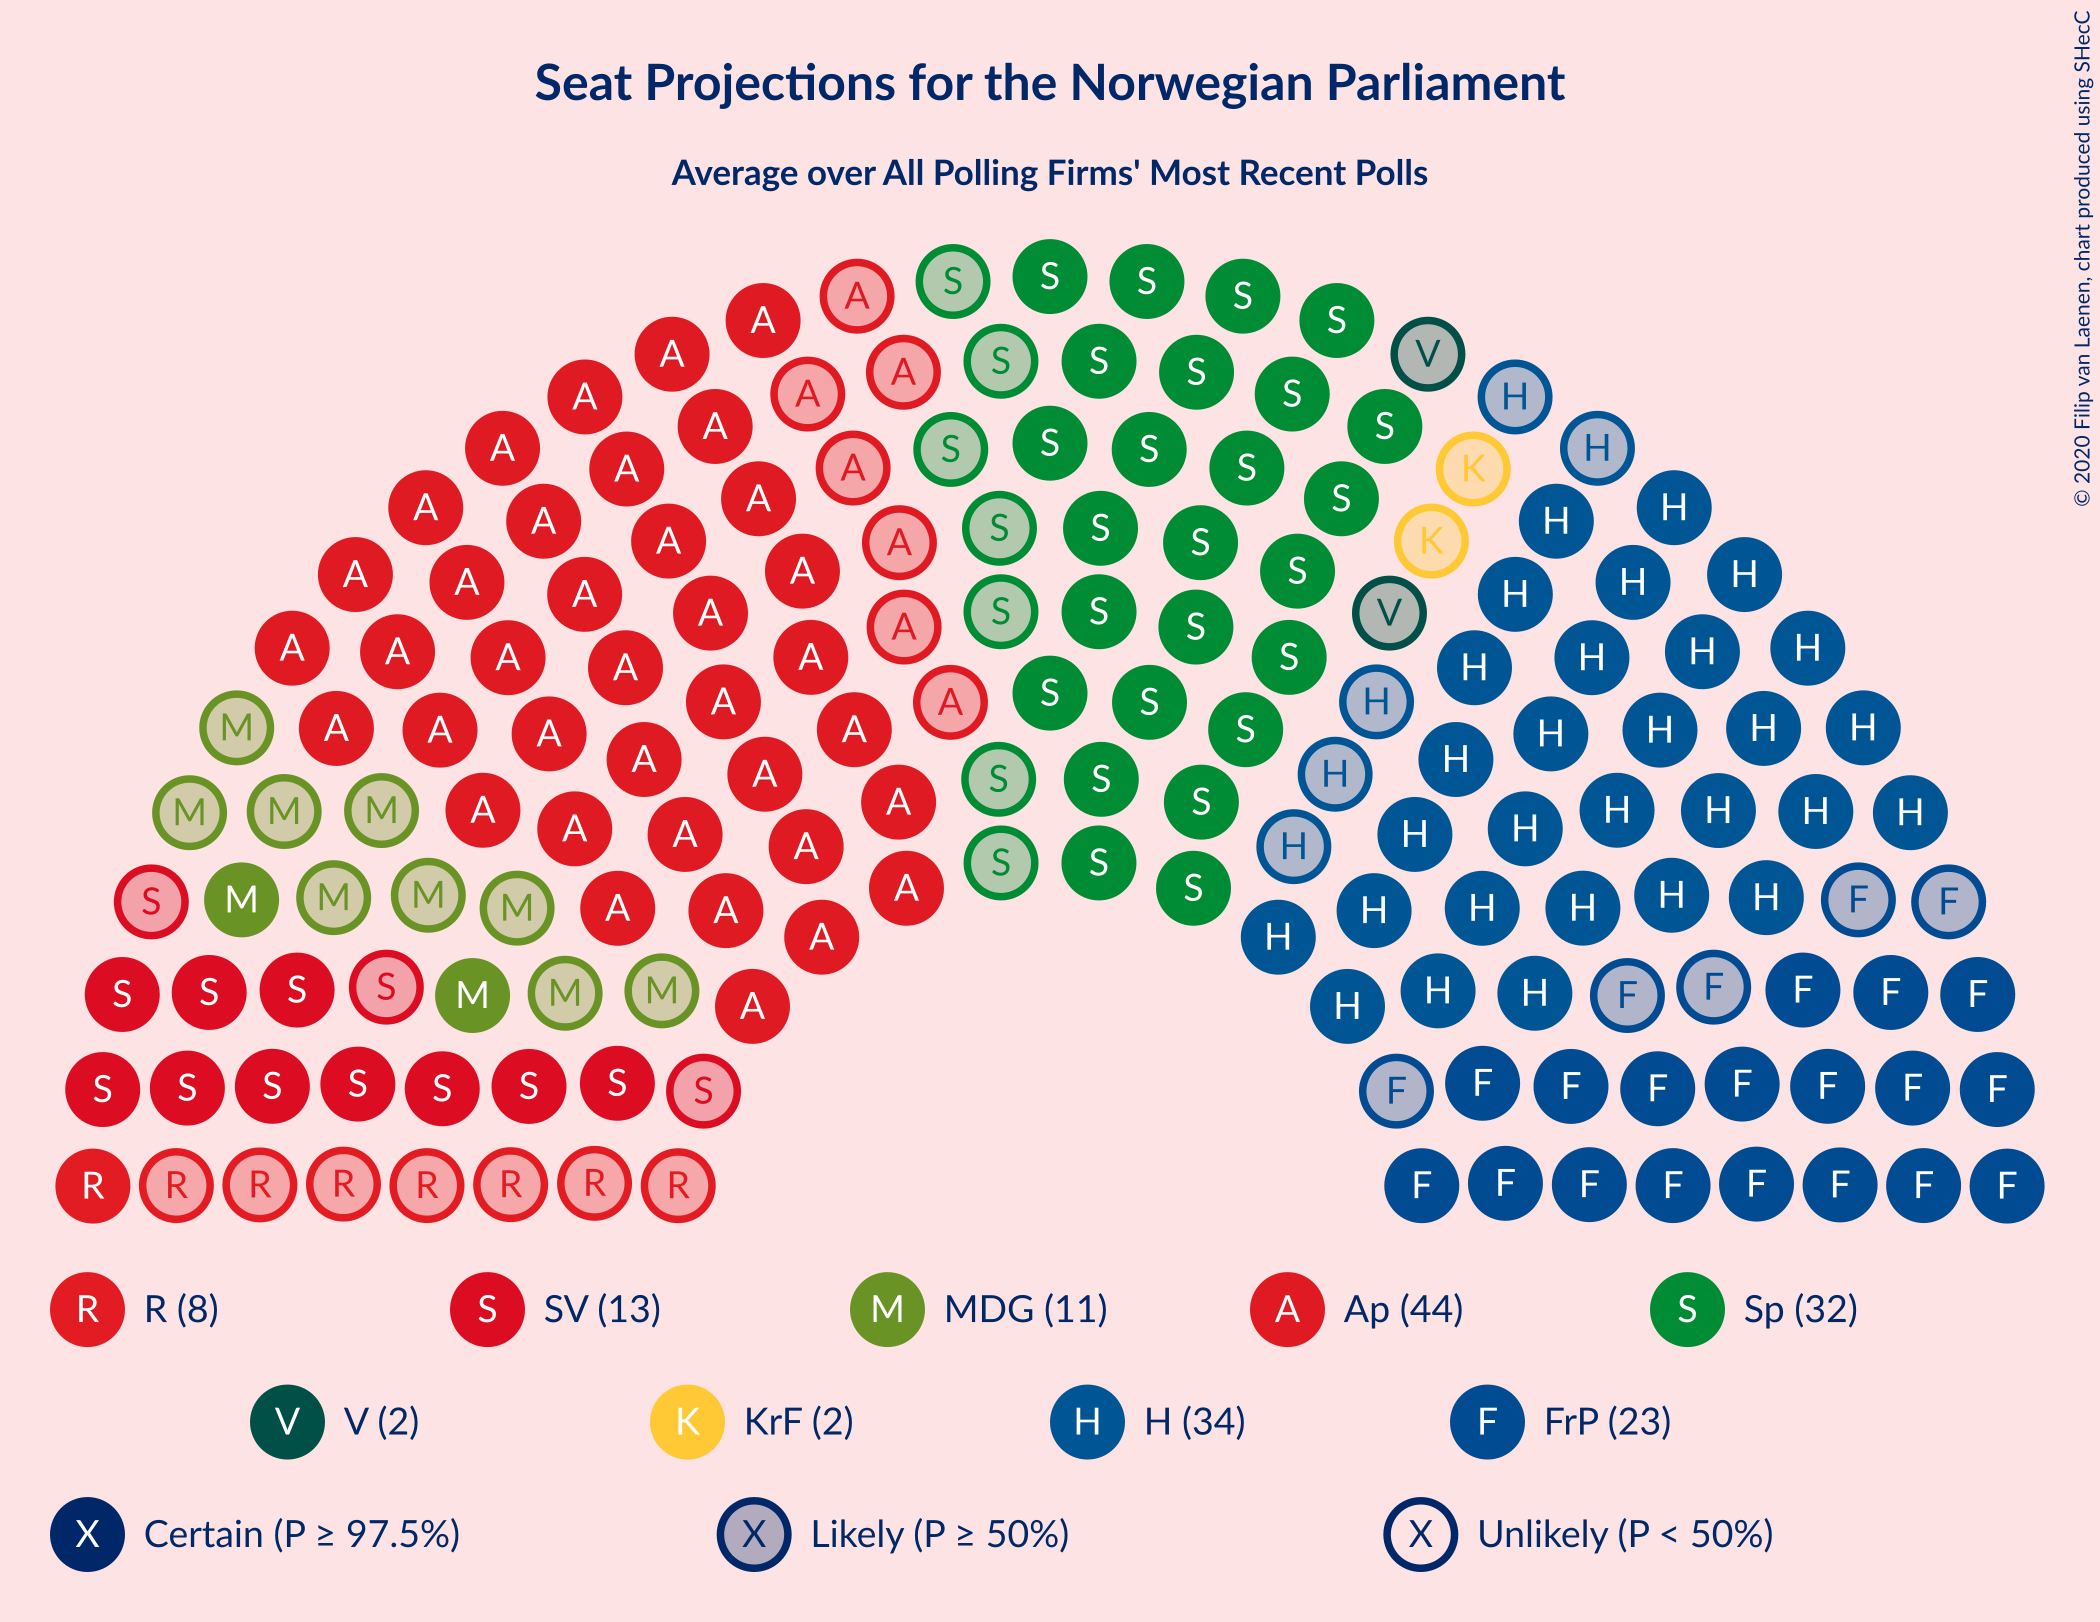 Seat Projections for the Norwegian Parliament
Average over All Polling Firms' Most Recent Polls
© 2020 Filip van Laenen, chart produced using SHecC
A S S S S
A S
A V
A A S S S H
A A S
A A K H
A A S S S
A A S
A A A K H H
A A S S S
A A V H H
A A S S S
A A A H H H
A A S S S H
M A A A A H H H H
A S S S
M M M A A A H H H H H
A A H H
S M M M M A A A S S S H H H H H H F F
A H
S S S S M M M A H H H F F F F F
S S S S S S S S F F F F F F F F
R R R R R R R R F F F F F F F F
R R (8) S SV (13) M MDG (11) A Ap (44) S Sp (32)
V V (2) K KrF (2) H H (34) F FrP (23)
X Certain (P ≥ 97.5%) X Likely (P ≥ 50%) X Unlikely (P < 50%)